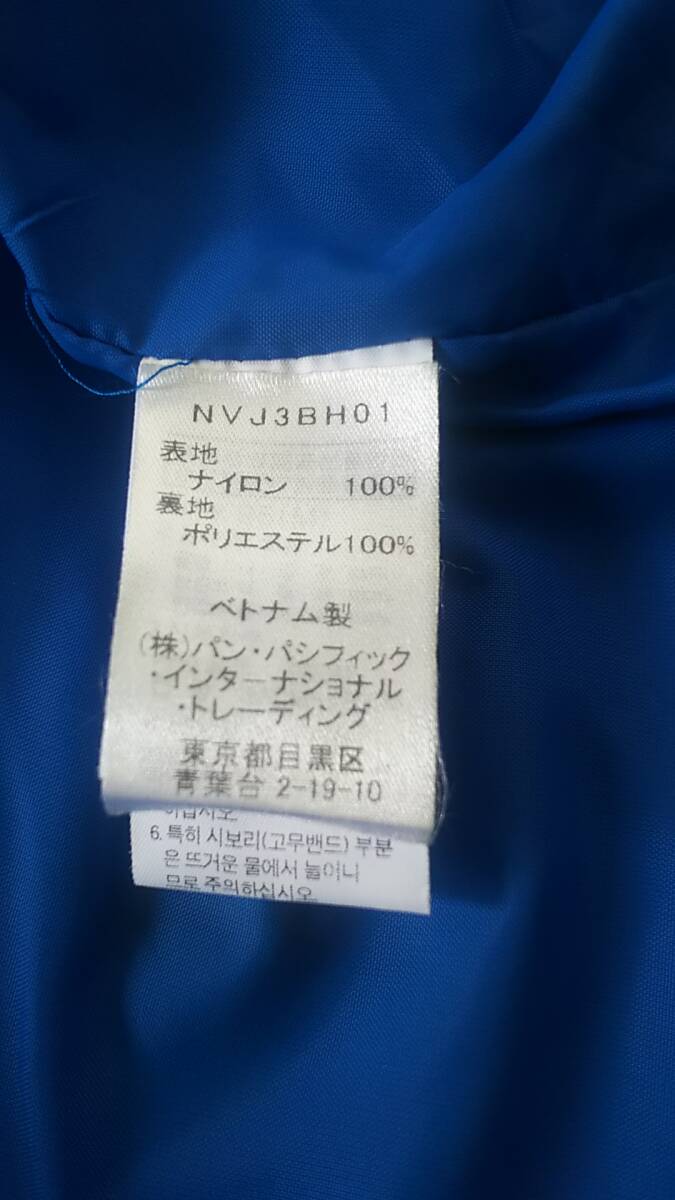 NVJ3BH01
表地
ナイロン 100%
裏地
ポリエステル100%
ベトナム製
(株)パン・パシフィック
・インターナショナル
・トレーディング
東京都目黒区
青葉台 2-19-10
6. 특히 시보리(고무밴드) 부분
은 뜨거운 물에서 늘어니
므로 주의하십시오